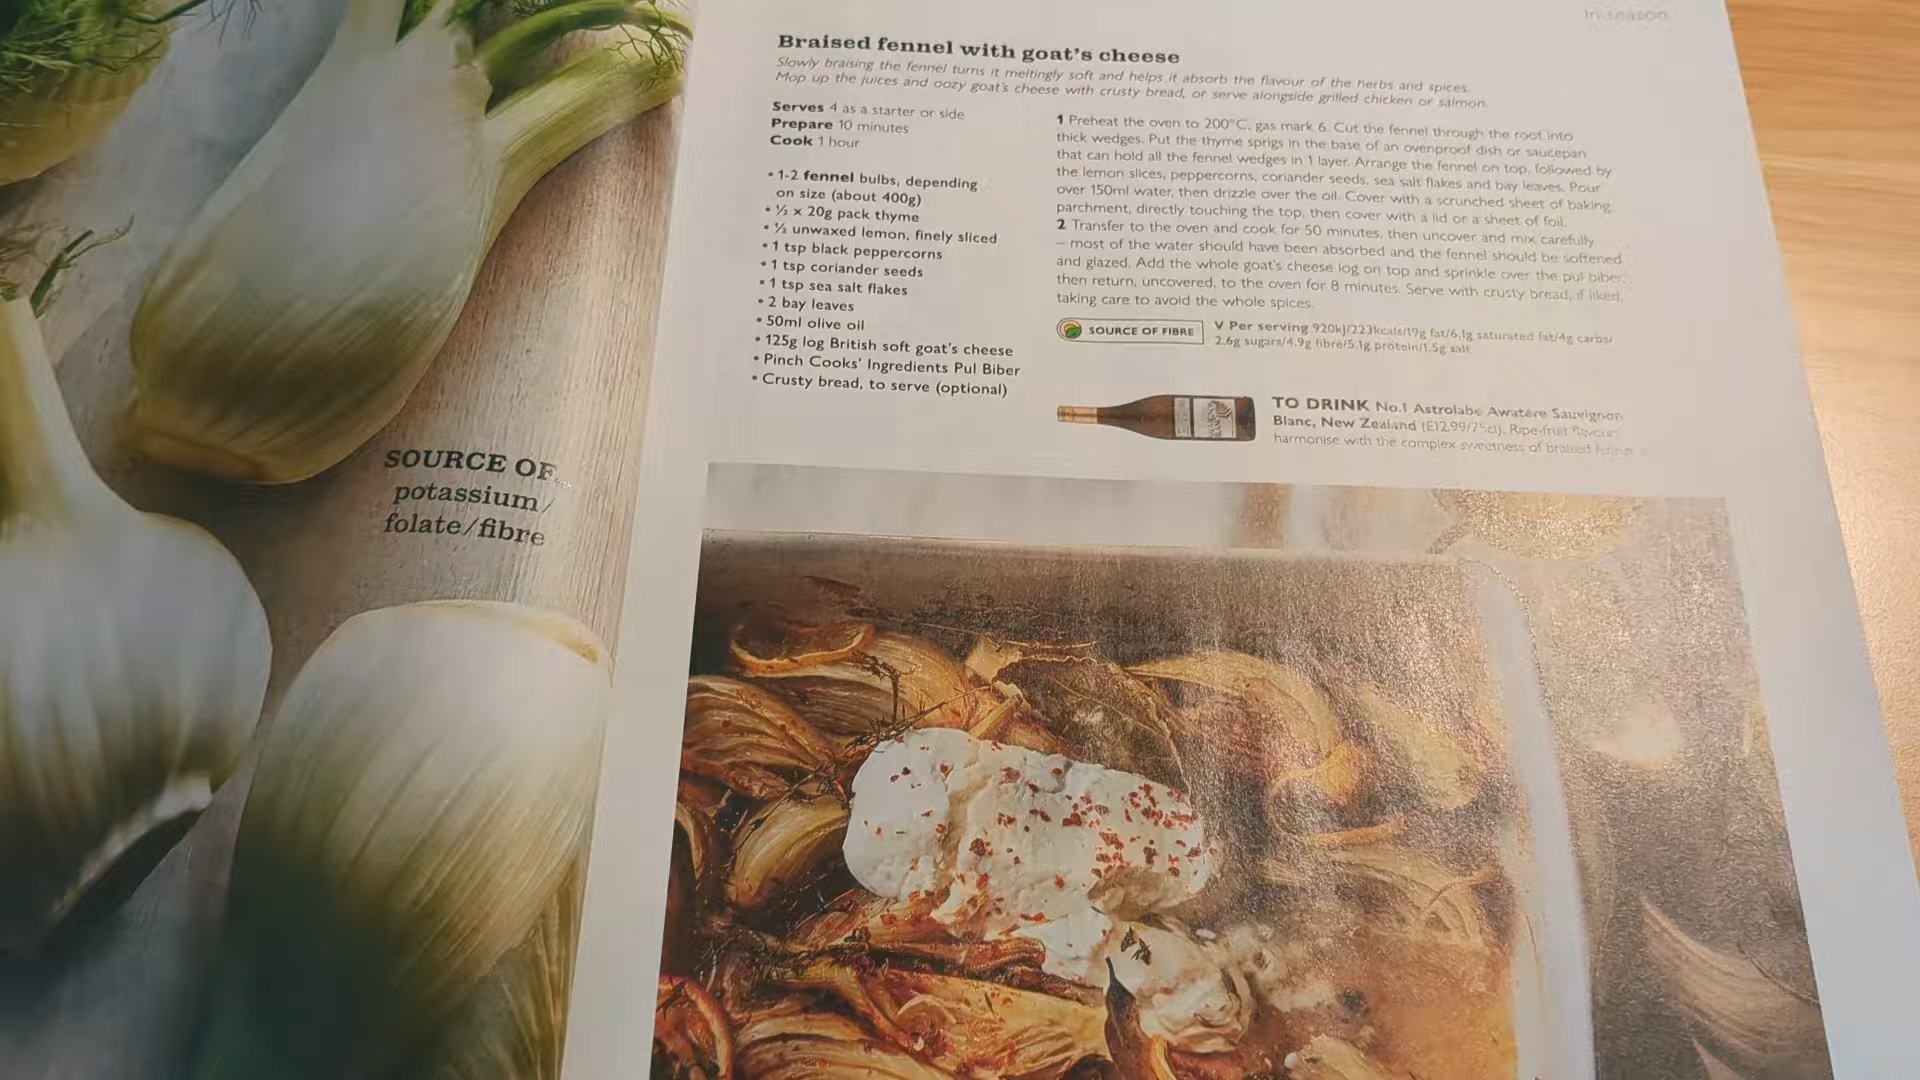 In season
Braised fennel with goat's cheese
Slowly braising the fennel turns it meltingly soft and helps it absorb the flavour of the herbs and spices.
Mop up the juices and oozy goat's cheese with crusty bread, or serve alongside grilled chicken or salmon.
Serves 4 as a starter or side
Prepare 10 minutes
Cook 1 hour
• 1-2 fennel bulbs, depending
on size (about 400g)
• ½ x 20g pack thyme
• ½ unwaxed lemon, finely sliced
• 1 tsp black peppercorns
• 1 tsp coriander seeds
• 1 tsp sea salt flakes
• 2 bay leaves
• 50ml olive oil
• 125g log British soft goat's cheese
• Pinch Cooks' Ingredients Pul Biber
• Crusty bread, to serve (optional)
1 Preheat the oven to 200°C, gas mark 6. Cut the fennel through the root into
thick wedges. Put the thyme sprigs in the base of an ovenproof dish or saucepan
that can hold all the fennel wedges in 1 layer. Arrange the fennel on top, followed by
the lemon slices, peppercorns, coriander seeds, sea salt flakes and bay leaves. Pour
over 150ml water, then drizzle over the oil. Cover with a scrunched sheet of baking
parchment, directly touching the top, then cover with a lid or a sheet of foil.
2 Transfer to the oven and cook for 50 minutes, then uncover and mix carefully
– most of the water should have been absorbed and the fennel should be softened
and glazed. Add the whole goat's cheese log on top and sprinkle over the pul biber,
then return, uncovered, to the oven for 8 minutes. Serve with crusty bread, if liked,
taking care to avoid the whole spices.
SOURCE OF FIBRE
V Per serving 920kJ/223kcals/19g fat/6.1g saturated fat/4g carbs/
2.6g sugars/4.9g fibre/5.1g protein/1.5g salt
TO DRINK No.1 Astrolabe Awatere Sauvignon
Blanc, New Zealand (£12.99/75cl). Ripe-fruit flavours
harmonise with the complex sweetness of braised
SOURCE OF
potassium/
folate/fibre